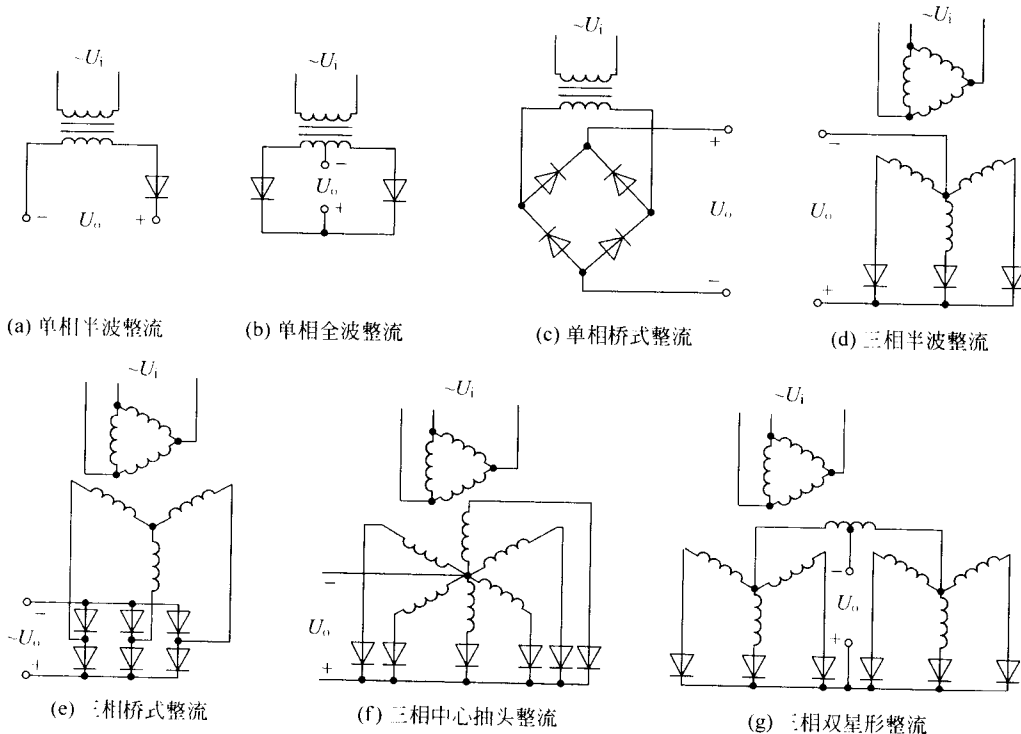 ~Ui
~Ui
~Ui
~Ui
- Uo +
-
Uo
+
+
Uo
-
-
Uo
+
(a) 单相半波整流
(b) 单相全波整流
(c) 单相桥式整流
(d) 三相半波整流
~Ui
~Ui
~Ui
-
~Uo
+
-
Uo
+
-
Uo
+
(e) 三相桥式整流
(f) 三相中心抽头整流
(g) 三相双星形整流